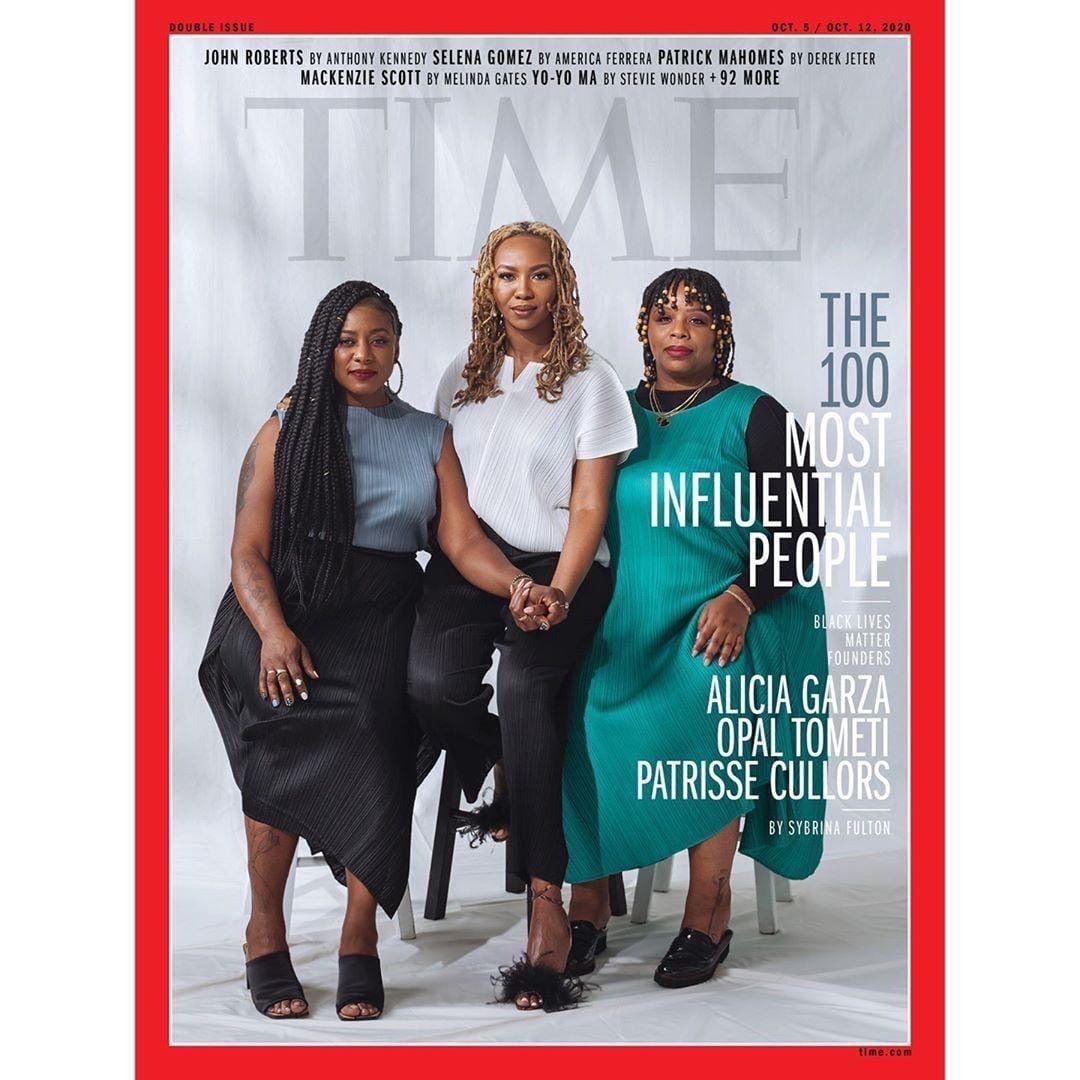 DOUBLE ISSUE
OCT. 5 / OCT. 12, 2020
JOHN ROBERTS BY ANTHONY KENNEDY SELENA GOMEZ BY AMERICA FERRERA PATRICK MAHOMES BY DEREK JETER
MACKENZIE SCOTT BY MELINDA GATES YO-YO MA BY STEVIE WONDER + 92 MORE
TIME
THE
100
MOST
INFLUENTIAL
PEOPLE
BLACK LIVES
MATTER
FOUNDERS
ALICIA GARZA
OPAL TOMETI
PATRISSE CULLORS
BY SYBRINA FULTON
time.com